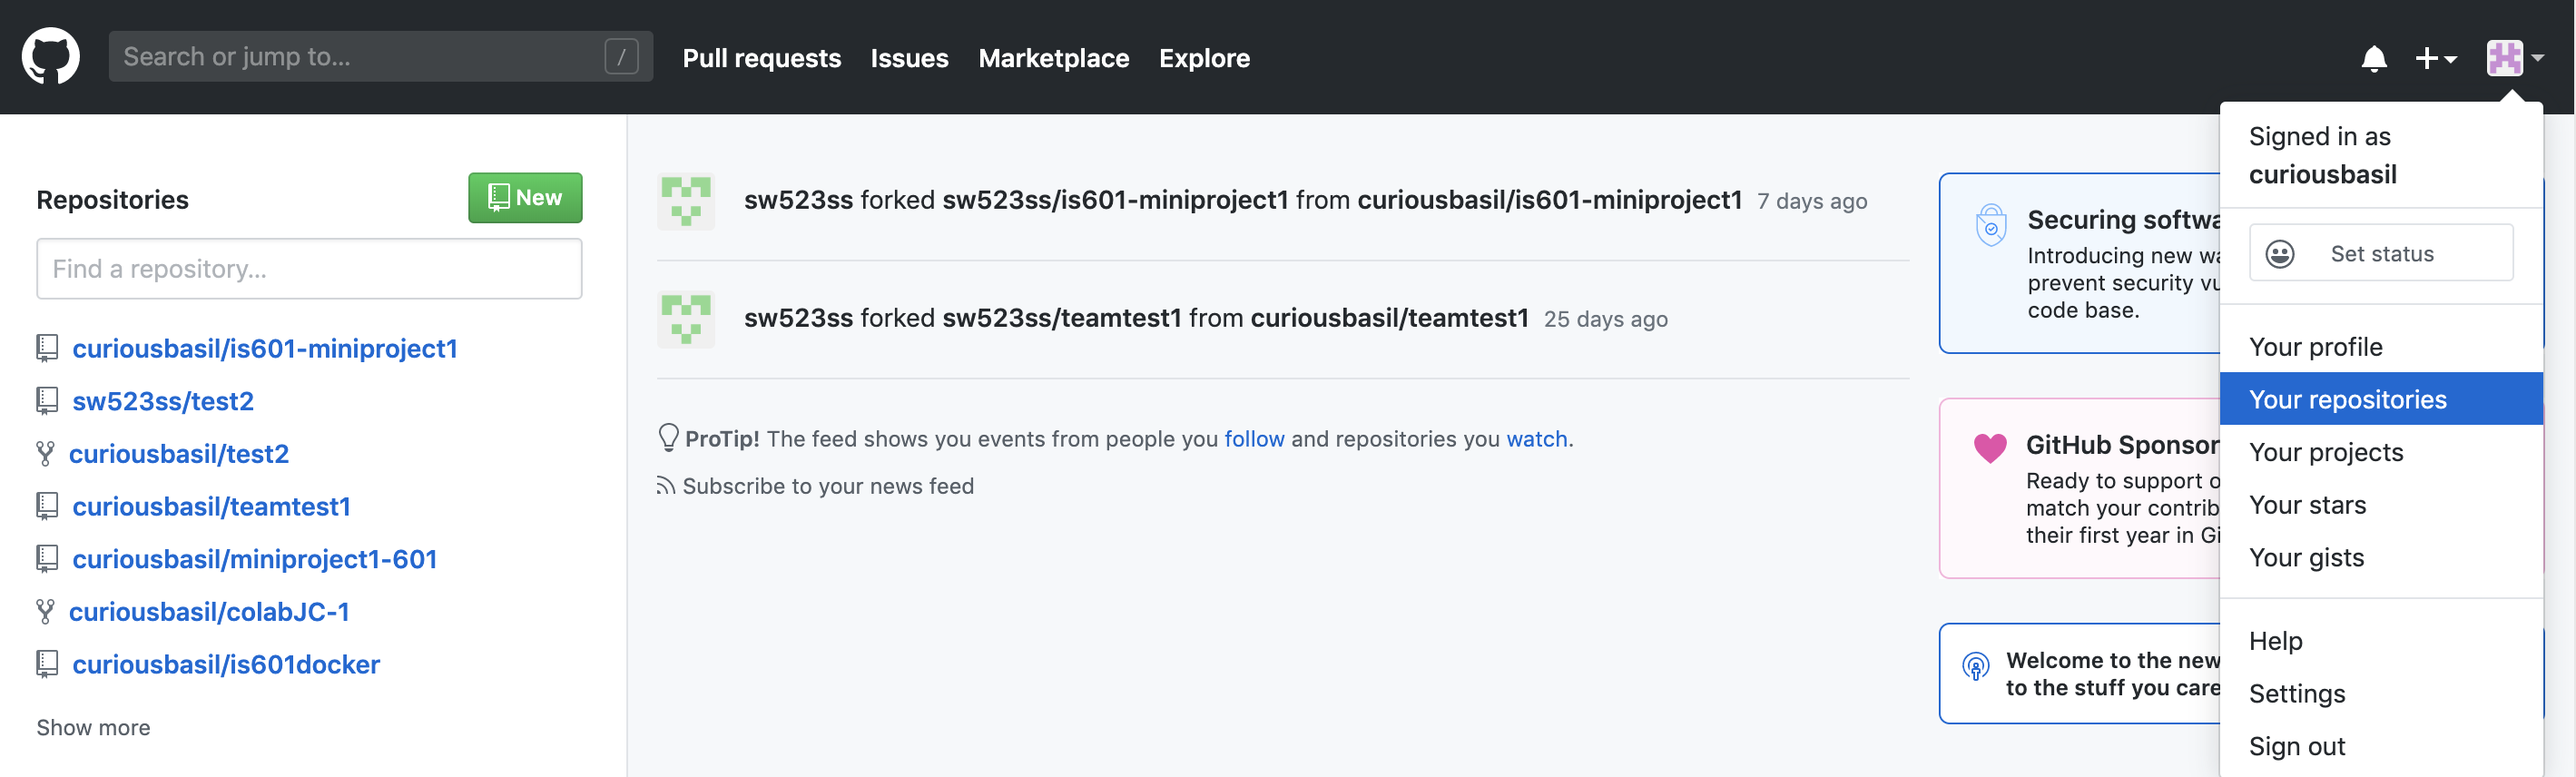 Search or jump to... /
Pull requests Issues Marketplace Explore
Repositories
New
Find a repository...
curiousbasil/is601-miniproject1
sw523ss/test2
curiousbasil/test2
curiousbasil/teamtest1
curiousbasil/miniproject1-601
curiousbasil/colabJC-1
curiousbasil/is601docker
Show more
sw523ss forked sw523ss/is601-miniproject1 from curiousbasil/is601-miniproject1 7 days ago
sw523ss forked sw523ss/teamtest1 from curiousbasil/teamtest1 25 days ago
ProTip! The feed shows you events from people you follow and repositories you watch.
Subscribe to your news feed
Securing softwa
Introducing new wa
prevent security vu
code base.
GitHub Sponsor
Ready to support o
match your contrib
their first year in Gi
Welcome to the new
to the stuff you care
Signed in as
curiousbasil
Set status
Your profile
Your repositories
Your projects
Your stars
Your gists
Help
Settings
Sign out